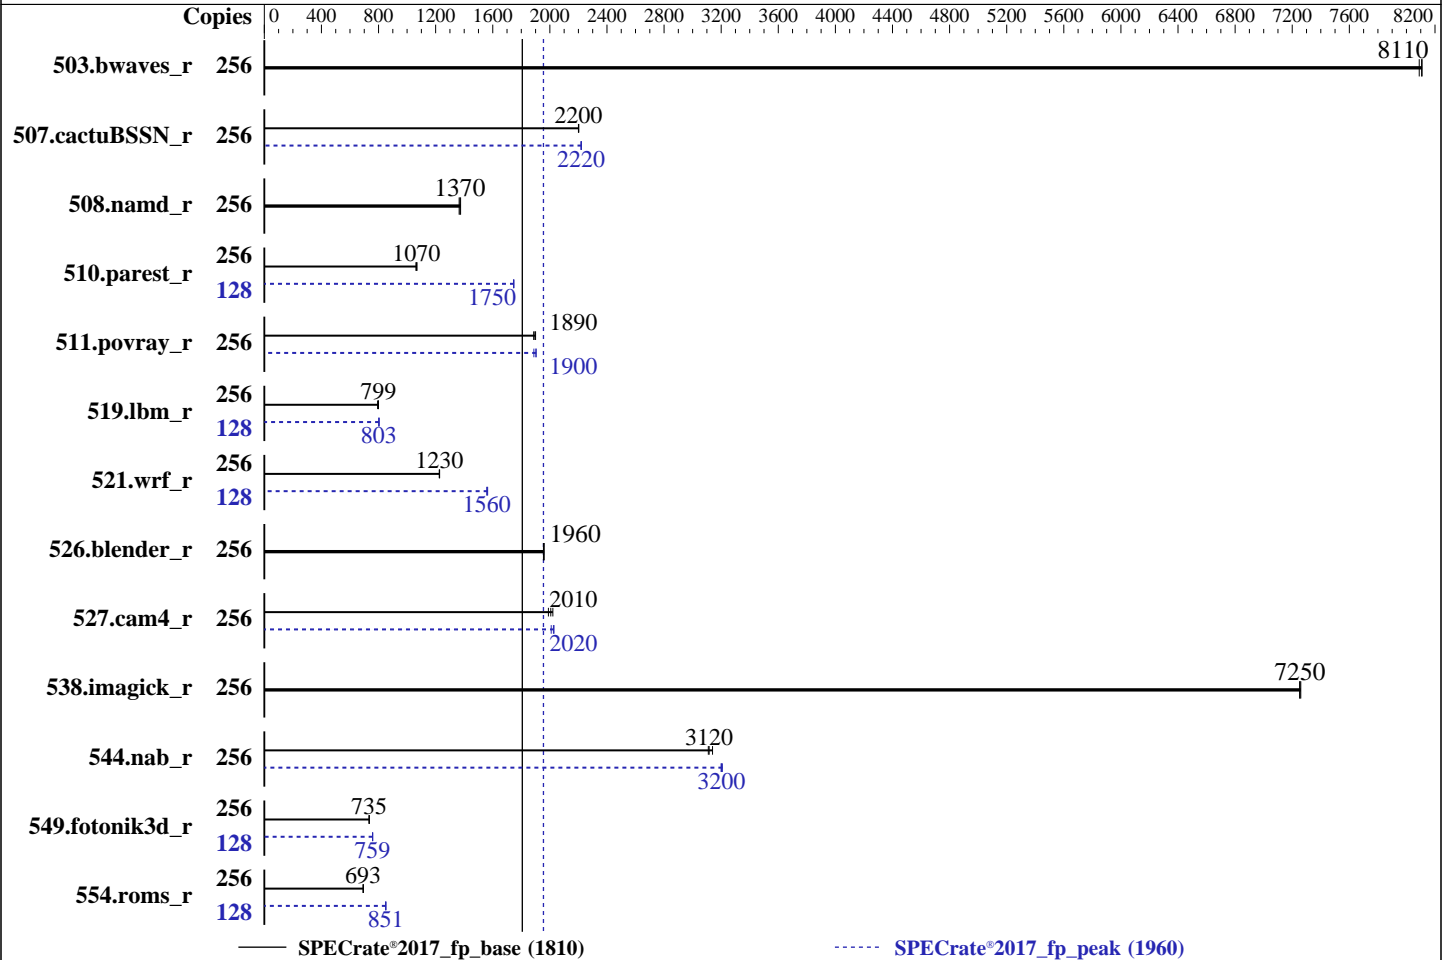 Copies 0 400 800 1200 1600 2000 2400 2800 3200 3600 4000 4400 4800 5200 5600 6000 6400 6800 7200 7600 8200
503.bwaves_r 256 8110
507.cactuBSSN_r 256 2200
2220
508.namd_r 256 1370
510.parest_r 256 1070
128 1750
511.povray_r 256 1890
1900
519.lbm_r 256 799
128 803
521.wrf_r 256 1230
128 1560
526.blender_r 256 1960
527.cam4_r 256 2010
2020
538.imagick_r 256 7250
544.nab_r 256 3120
3200
549.fotonik3d_r 256 735
128 759
554.roms_r 256 693
128 851
SPECrate®2017_fp_base (1810) SPECrate®2017_fp_peak (1960)